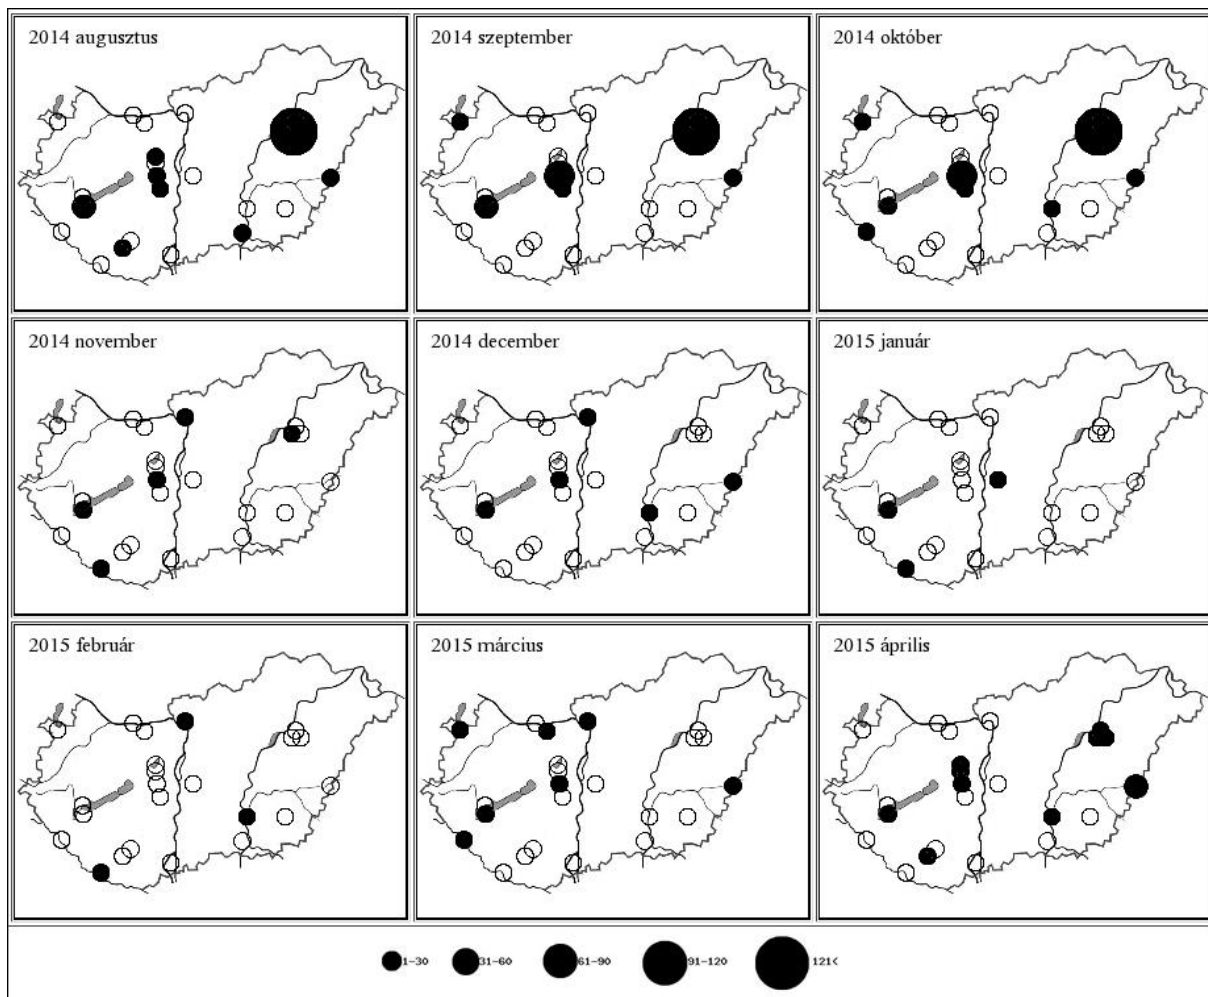 2014 augusztus
2014 szeptember
2014 október
2014 november
2014 december
2015 január
2015 február
2015 március
2015 április
1-30
31-60
61-90
91-120
121<